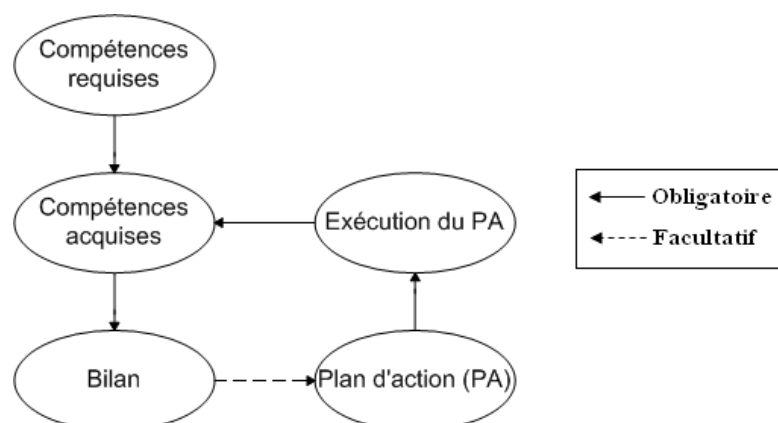 Compétences
requises
Compétences
acquises
Exécution du PA
Bilan
Plan d'action (PA)
Obligatoire
Facultatif